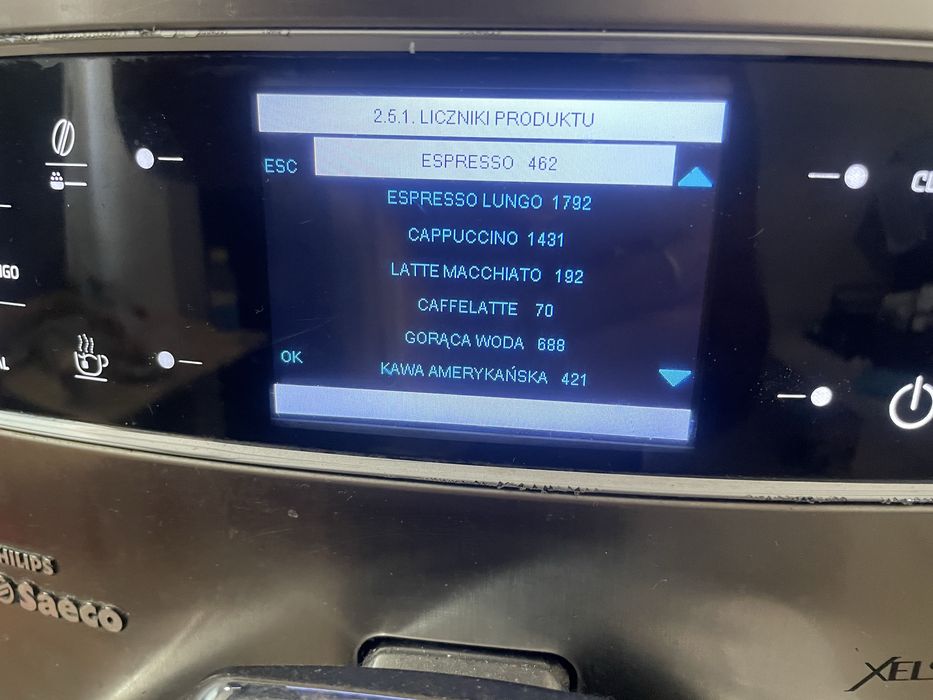 2.5.1. LICZNIKI PRODUKTU
ESC
ESPRESSO 462
ESPRESSO LUNGO 1792
CAPPUCCINO 1431
LATTE MACCHIATO 192
CAFFELATTE 70
GORĄCA WODA 688
OK
KAWA AMERYKAŃSKA 421
PHILIPS
Saeco